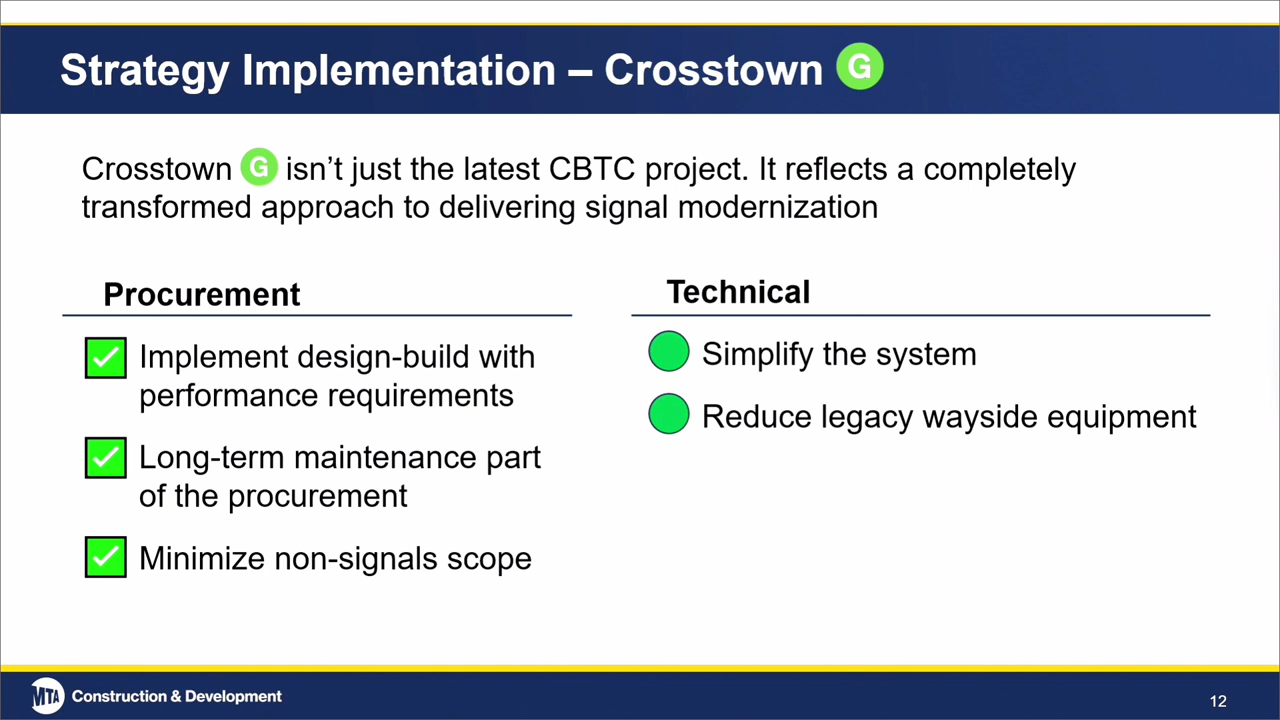 Strategy Implementation – Crosstown G
Crosstown G isn’t just the latest CBTC project. It reflects a completely
transformed approach to delivering signal modernization
Procurement
Implement design-build with
performance requirements
Long-term maintenance part
of the procurement
Minimize non-signals scope
Technical
Simplify the system
Reduce legacy wayside equipment
MTA Construction & Development
12